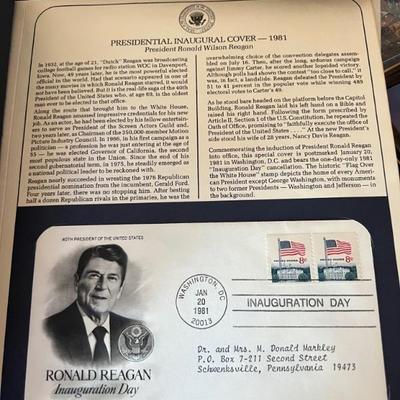 PRESIDENTIAL INAUGURAL COVER — 1981
President Ronald Wilson Reagan
In 1932, at the age of 21, "Dutch" Reagan was broadcasting
college football games for radio station WOC in Davenport,
Iowa. Now, 49 years later, he is the most powerful elected
official in the world. Had that scenario appeared in one of
the many movies in which Ronald Reagan starred, it would
not have been believed. But it is the real-life saga of the 40th
President of the United States who, at age 69, is the oldest
man ever to be elected to that office.
Along the route that brought him to the White House,
Ronald Reagan amassed impressive credentials for his new
job. As an actor, he had been elected by his fellow entertain-
ers to serve as President of the Screen Actors Guild and,
two years later, as Chairman of the 250,000-member Motion
Picture Industry Council. In 1966, in his first campaign as a
politician — a profession he was just entering at the age of
55 — he was elected Governor of California, the second
most populous state in the Union. Since the end of his
second gubernatorial term, in 1975, he steadily emerged as
a national political leader to be reckoned with.
Reagan nearly succeeded in wresting the 1976 Republican
presidential nomination from the incumbent, Gerald Ford.
Four years later, there was no stopping him. After besting
half a dozen Republican rivals in the primaries, he was the
overwhelming choice of the convention delegates assem-
bled on July 16. Then, after the long, arduous campaign
against Jimmy Carter, he scored another lopsided victory.
Although polls had shown the contest "too close to call," it
was, in fact, a landslide. Reagan defeated the President by
51 to 41 percent in the popular vote while winning 489
electoral votes to Carter's 49.
As he stood bare headed on the platform before the Capitol
Building, Ronald Reagan laid his left hand on a Bible and
raised his right hand. Following the form prescribed by
Article II, Section 1 of the U.S. Constitution, he repeated the
Oath of Office, promising to "faithfully execute the office of
President of the United States . . . ." At the new President's
side stood his wife of 28 years, Nancy Davis Reagan.
Commemorating the induction of President Ronald Reagan
into office, this special cover is postmarked January 20,
1981 in Washington, D.C. and bears the one-day-only 1981
"Inauguration Day" cancellation. The historic "Flag Over
the White House" stamp depicts the home of every Ameri-
can President except George Washington, with monuments
to two former Presidents — Washington and Jefferson — in
the background.
40TH PRESIDENT OF THE UNITED STATES
RONALD REAGAN
Inauguration Day
WASHINGTON, DC
JAN
20
1981
20013
8c
8c
INAUGURATION DAY
Dr. and Mrs. M. Donald Markley
P.O. Box 7-211 Second Street
Schwenksville, Pennsylvania 19473